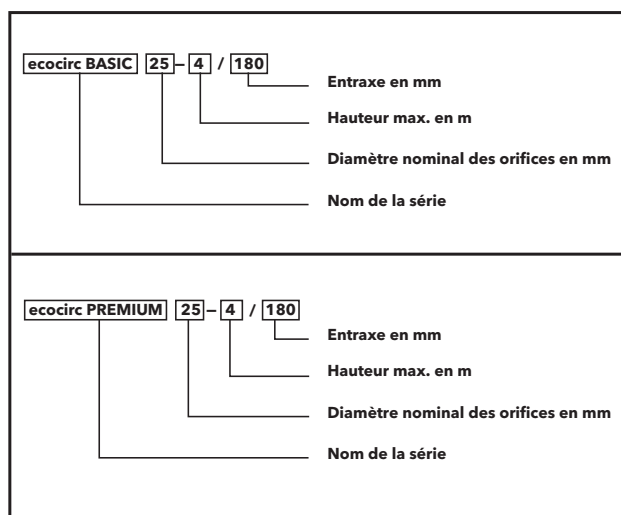 ecocirc BASIC 25 – 4 / 180
Entraxe en mm
Hauteur max. en m
Diamètre nominal des orifices en mm
Nom de la série
ecocirc PREMIUM 25 – 4 / 180
Entraxe en mm
Hauteur max. en m
Diamètre nominal des orifices en mm
Nom de la série